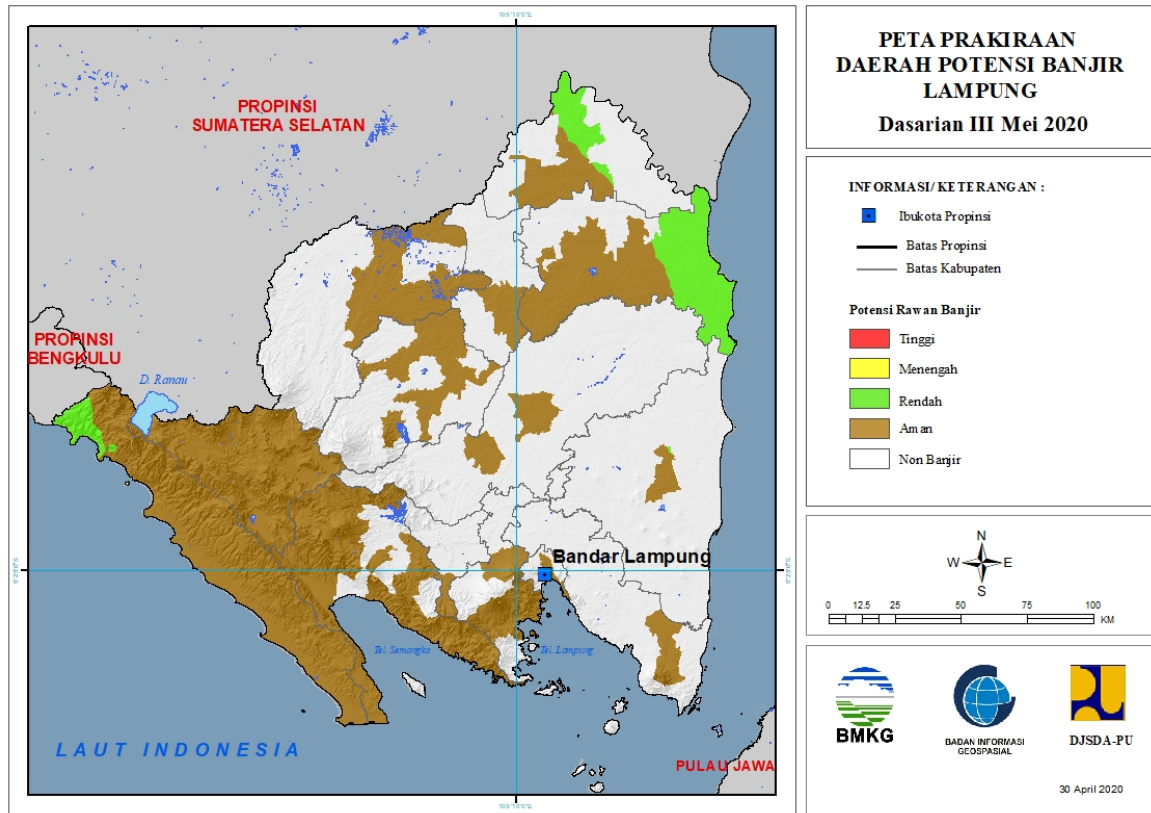 PETA PRAKIRAAN
DAERAH POTENSI BANJIR
LAMPUNG
Dasarian III Mei 2020
INFORMASI/ KETERANGAN :
Ibukota Propinsi
Batas Propinsi
Batas Kabupaten
Potensi Rawan Banjir
Tinggi
Menengah
Rendah
Aman
Non Banjir
N
W
E
S
0 12.5 25 50 75 100
KM
BMKG
BADAN INFORMASI
GEOSPASIAL
DJSDA-PU
30 April 2020
PROPINSI
SUMATERA SELATAN
PROPINSI
BENGKULU
D. Ranau
Bandar Lampung
Tel. Semangka
Tel. Lampung
LAUT INDONESIA
PULAU JAWA